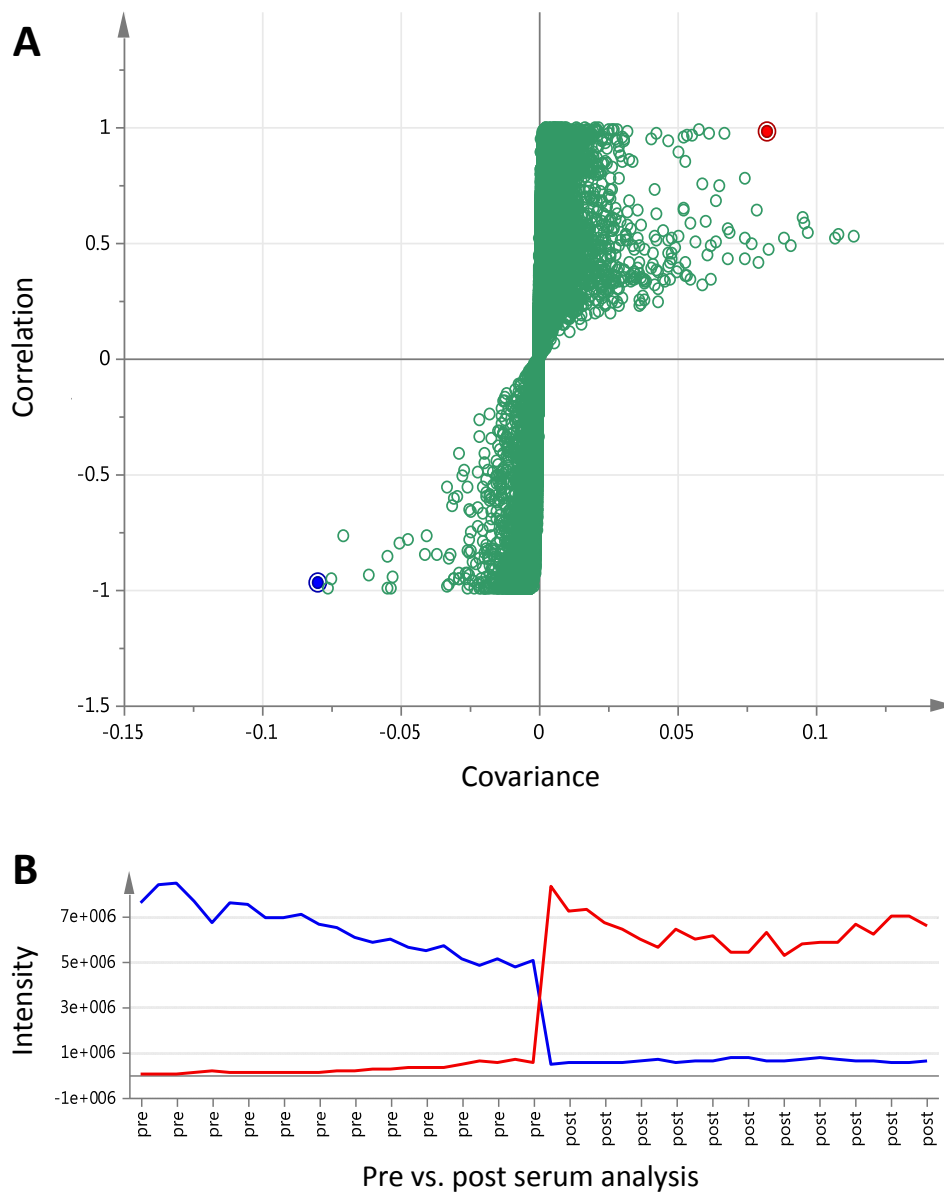 A
1
0.5
0
-0.5
-1
-1.5
Correlation
-0.15 -0.1 -0.05 0 0.05 0.1
Covariance
B
7e+006
5e+006
3e+006
1e+006
-1e+006
Intensity
pre pre pre pre pre pre pre pre pre pre pre pre post post post post post post post post post post post
Pre vs. post serum analysis